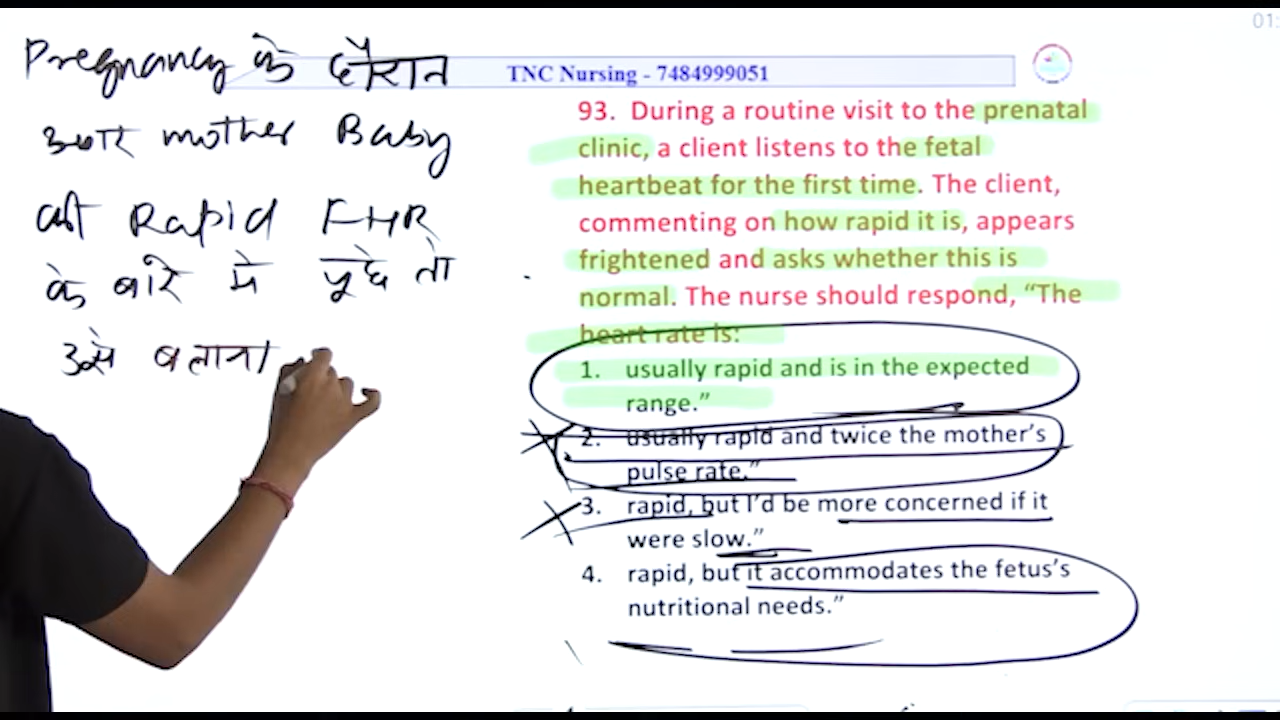 01:
TNC Nursing - 7484999051
Pregnancy के दौरान
अगर mother Baby
की Rapid FHR
के बारे में पूछे तो
उसे बताना
93. During a routine visit to the prenatal
clinic, a client listens to the fetal
heartbeat for the first time. The client,
commenting on how rapid it is, appears
frightened and asks whether this is
normal. The nurse should respond, “The
heart rate is:
1. usually rapid and is in the expected
range.”
2. usually rapid and twice the mother’s
pulse rate.”
3. rapid, but I’d be more concerned if it
were slow.”
4. rapid, but it accommodates the fetus’s
nutritional needs.”